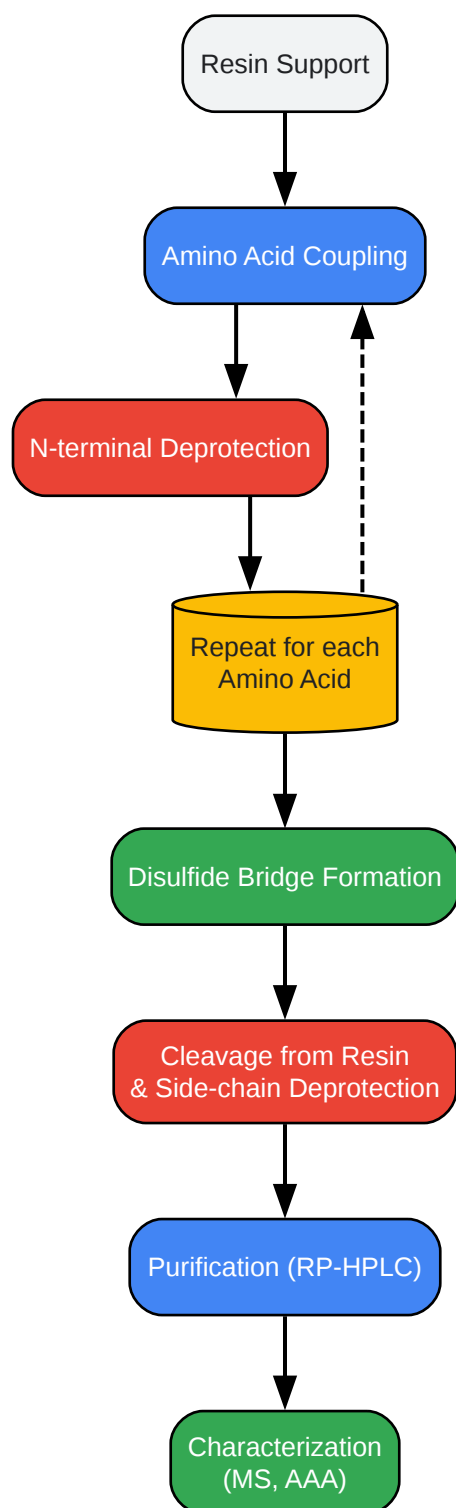 Resin Support
Amino Acid Coupling
N-terminal Deprotection
Repeat for each
Amino Acid
Disulfide Bridge Formation
Cleavage from Resin
& Side-chain Deprotection
Purification (RP-HPLC)
Characterization
(MS, AAA)